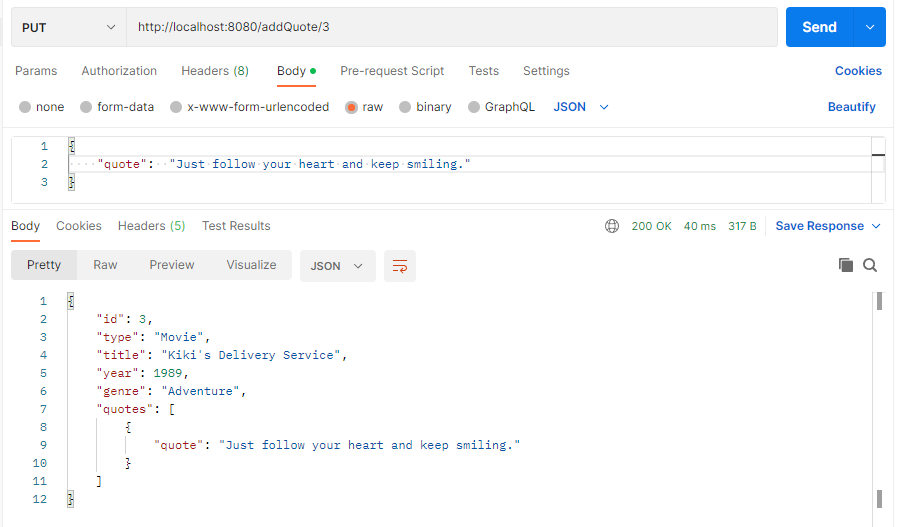 PUT http://localhost:8080/addQuote/3 Send
Params Authorization Headers (8) Body Pre-request Script Tests Settings Cookies
none form-data x-www-form-urlencoded raw binary GraphQL JSON Beautify
1 {
2 ····"quote":··"Just·follow·your·heart·and·keep·smiling."
3 }
Body Cookies Headers (5) Test Results 200 OK 40 ms 317 B Save Response
Pretty Raw Preview Visualize JSON
1 {
2 "id": 3,
3 "type": "Movie",
4 "title": "Kiki's Delivery Service",
5 "year": 1989,
6 "genre": "Adventure",
7 "quotes": [
8 {
9 "quote": "Just follow your heart and keep smiling."
10 }
11 ]
12 }